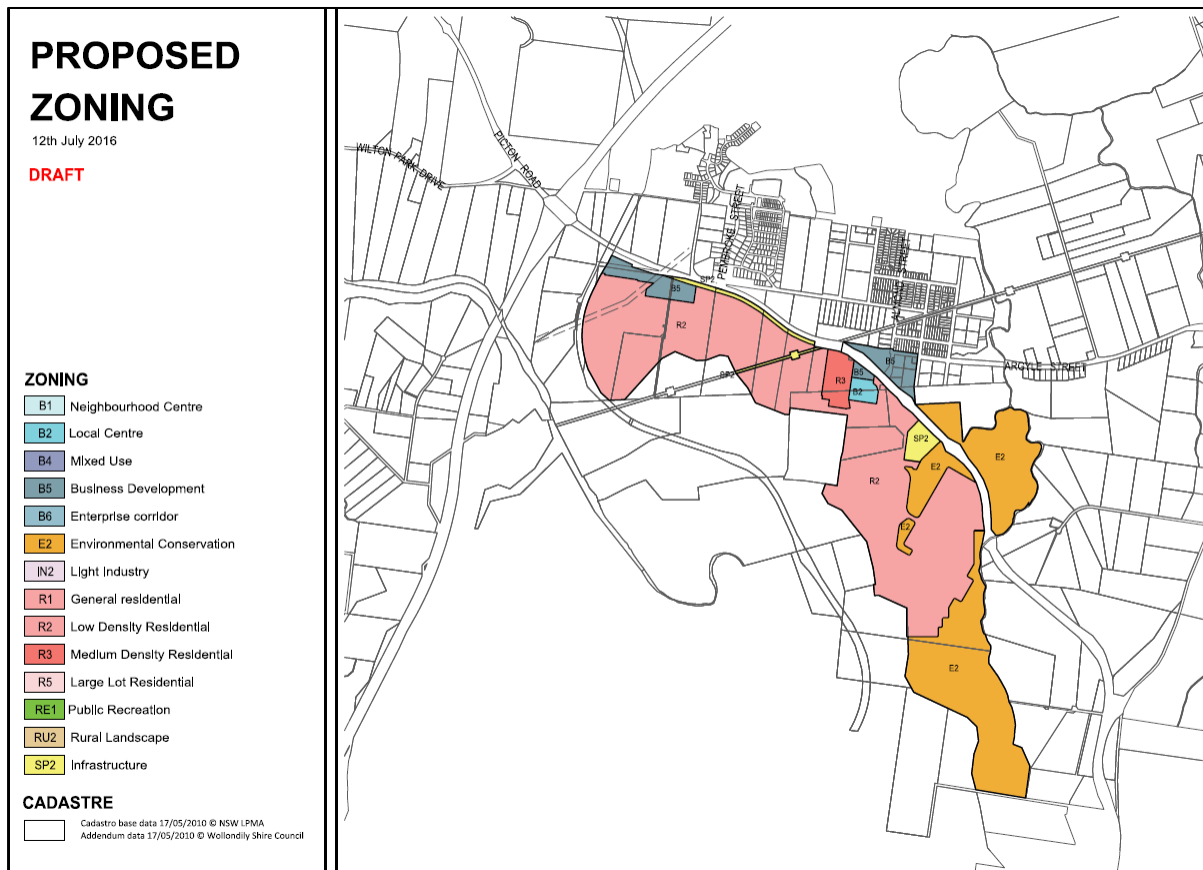 PROPOSED
ZONING
12th July 2016
DRAFT
ZONING
B1 Neighbourhood Centre
B2 Local Centre
B4 Mixed Use
B5 Business Development
B6 Enterprise corridor
E2 Environmental Conservation
IN2 Light Industry
R1 General residential
R2 Low Density Residential
R3 Medium Density Residential
R5 Large Lot Residential
RE1 Public Recreation
RU2 Rural Landscape
SP2 Infrastructure
CADASTRE
Cadastro base data 17/05/2010 © NSW LPMA
Addendum data 17/05/2010 © Wollondily Shire Council
WILTON PARK DRIVE
PICTON ROAD
PEMBROKE STREET
STREET
ARGYLE STREET
SP2
B5
R2
SP2
R3
B5
B2
B5
SP2
E2
E2
R2
E2
E2